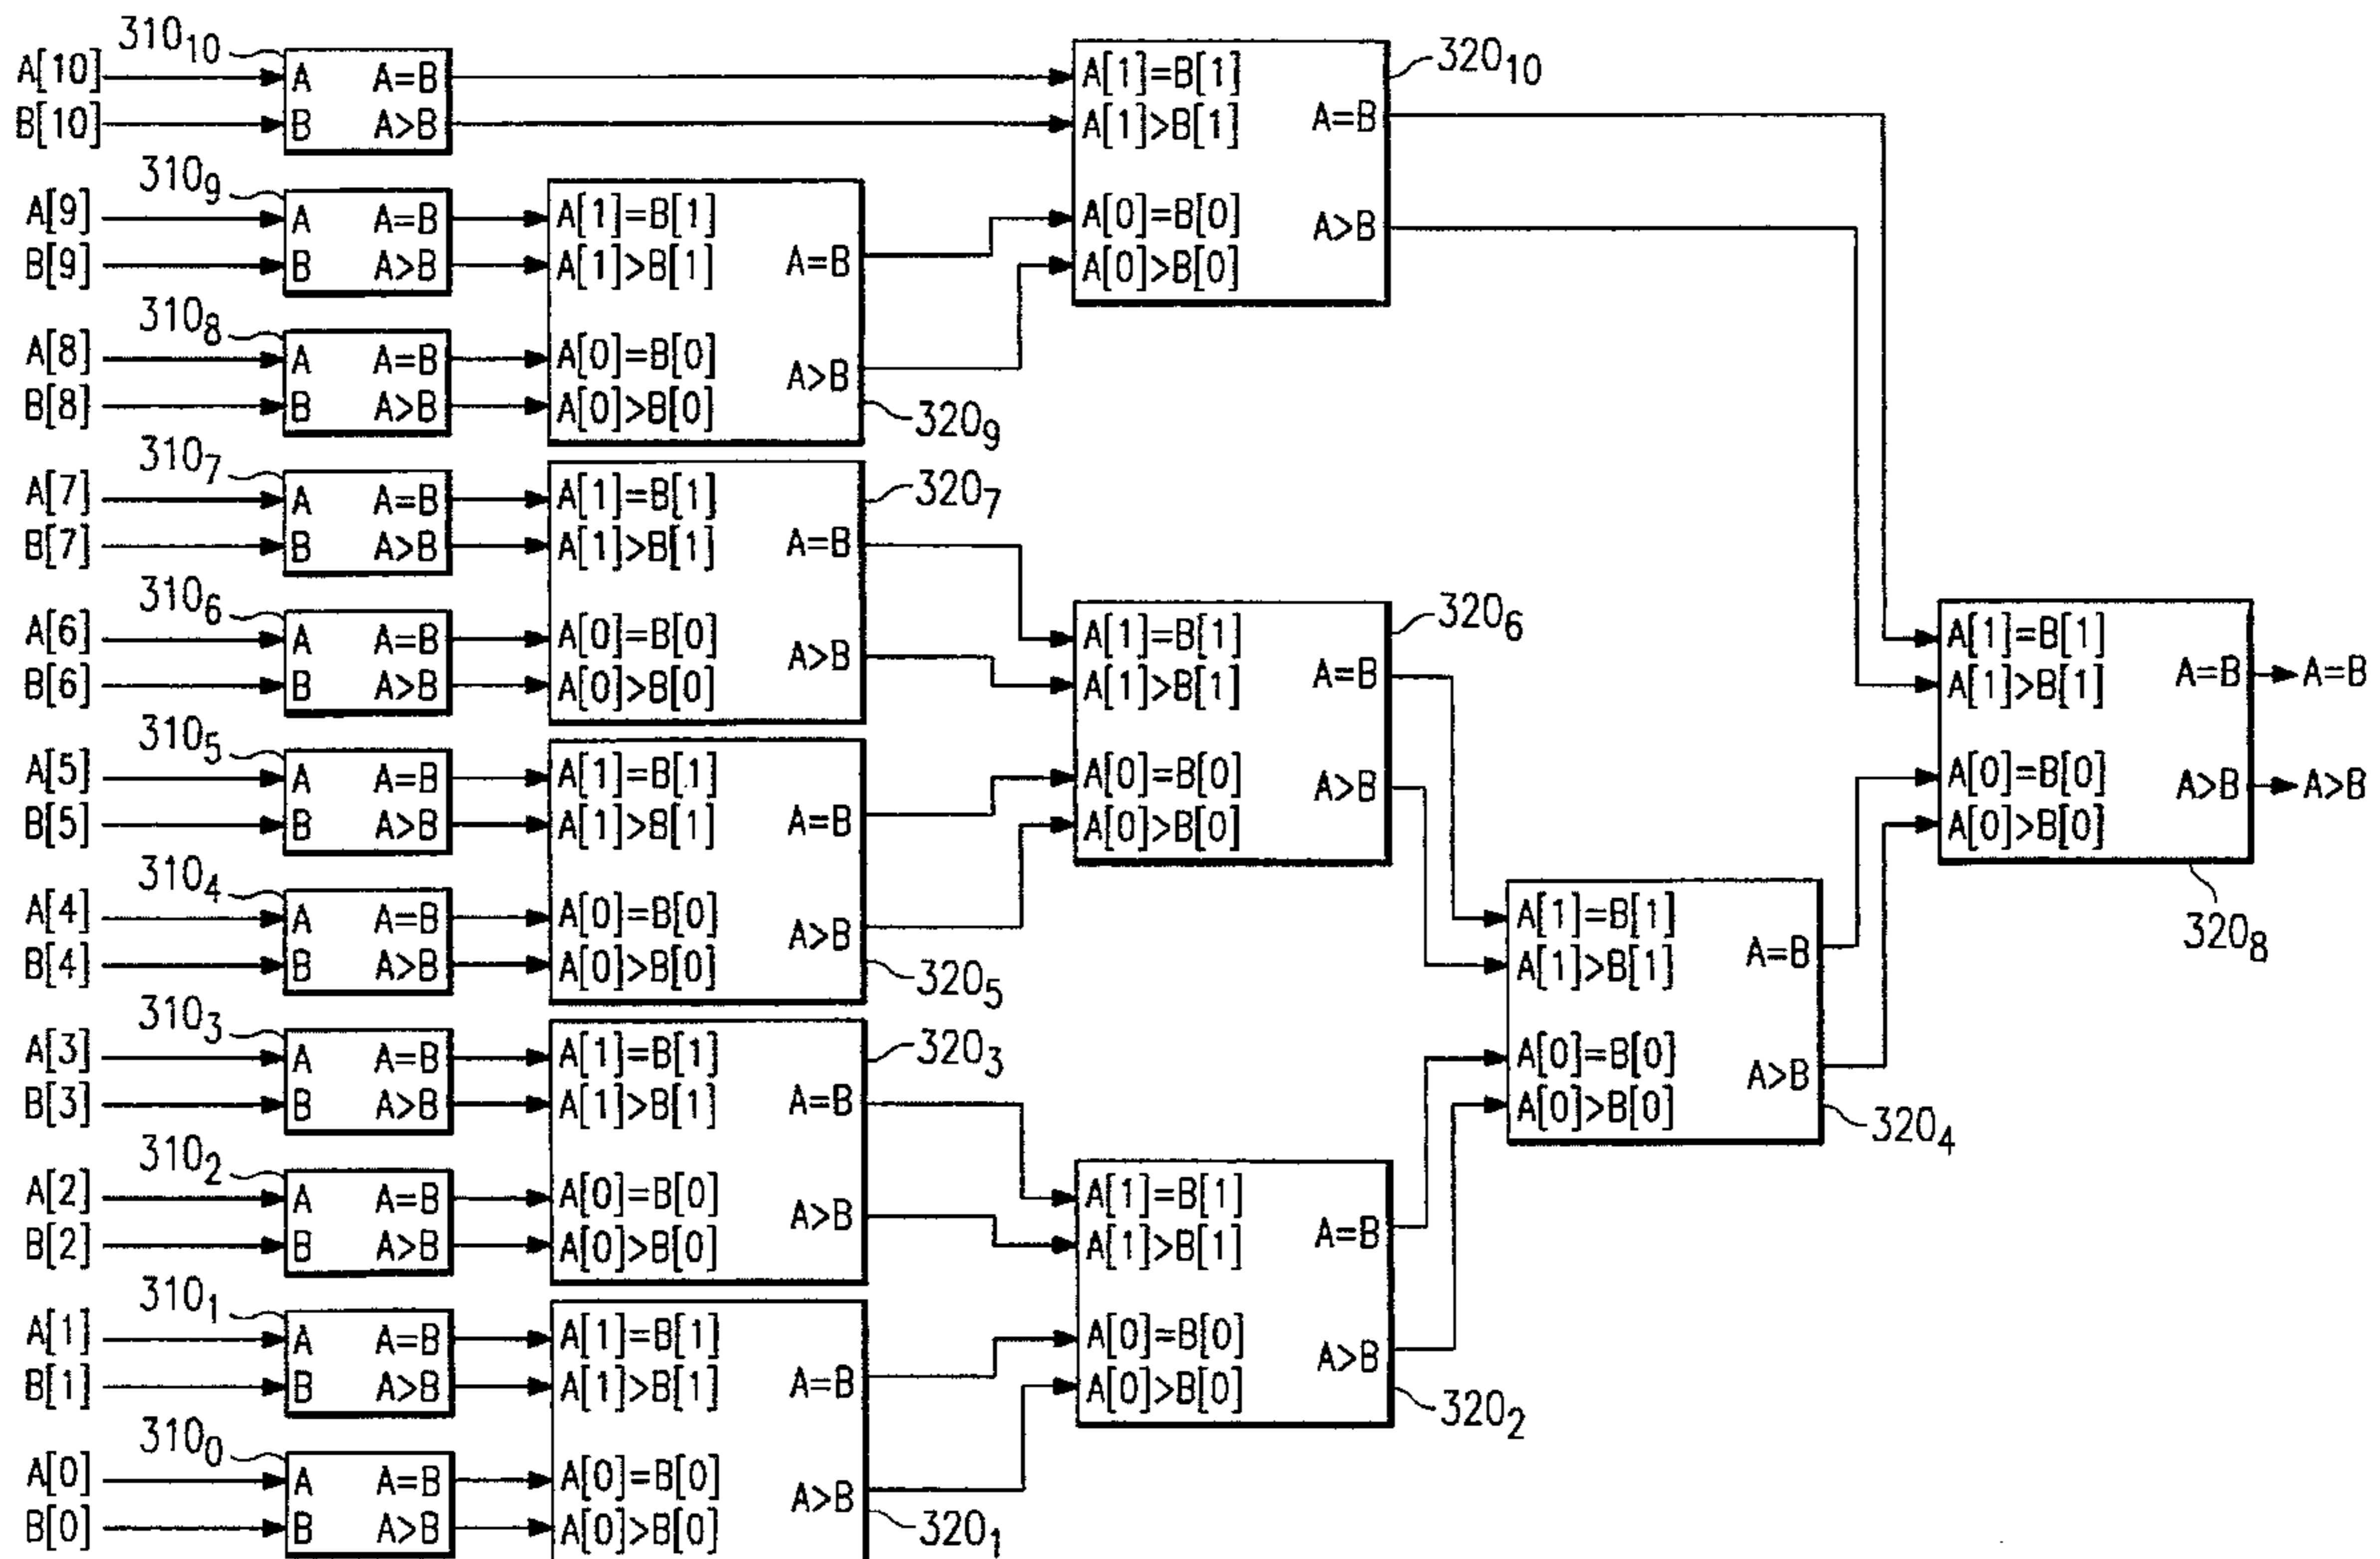 310₁₀
A[10]
B[10]
A A=B
B A>B
310₉
A[9]
B[9]
A A=B
B A>B
310₈
A[8]
B[8]
A A=B
B A>B
310₇
A[7]
B[7]
A A=B
B A>B
310₆
A[6]
B[6]
A A=B
B A>B
310₅
A[5]
B[5]
A A=B
B A>B
310₄
A[4]
B[4]
A A=B
B A>B
310₃
A[3]
B[3]
A A=B
B A>B
310₂
A[2]
B[2]
A A=B
B A>B
310₁
A[1]
B[1]
A A=B
B A>B
310₀
A[0]
B[0]
A A=B
B A>B
A[1]=B[1]
A[1]>B[1]
A=B
A[0]=B[0]
A>B
A[0]>B[0]
320₉
A[1]=B[1]
320₇
A[1]>B[1]
A=B
A[0]=B[0]
A>B
A[0]>B[0]
A[1]=B[1]
A[1]>B[1]
A=B
A[0]=B[0]
A>B
A[0]>B[0]
320₅
A[1]=B[1]
320₃
A[1]>B[1]
A=B
A[0]=B[0]
A>B
A[0]>B[0]
A[1]=B[1]
A[1]>B[1]
A=B
A[0]=B[0]
A>B
A[0]>B[0]
320₁
A[1]=B[1]
320₁₀
A[1]>B[1]
A=B
A[0]=B[0]
A>B
A[0]>B[0]
320₆
A[1]=B[1]
A[1]>B[1]
A=B
A[0]=B[0]
A>B
A[0]>B[0]
A[1]=B[1]
A[1]>B[1]
A=B
A[0]=B[0]
A>B
A[0]>B[0]
320₂
A[1]=B[1]
A[1]>B[1]
A=B
A[0]=B[0]
A>B
A[0]>B[0]
320₄
A[1]=B[1]
A[1]>B[1]
A=B A=B
A[0]=B[0]
A>B A>B
A[0]>B[0]
320₈